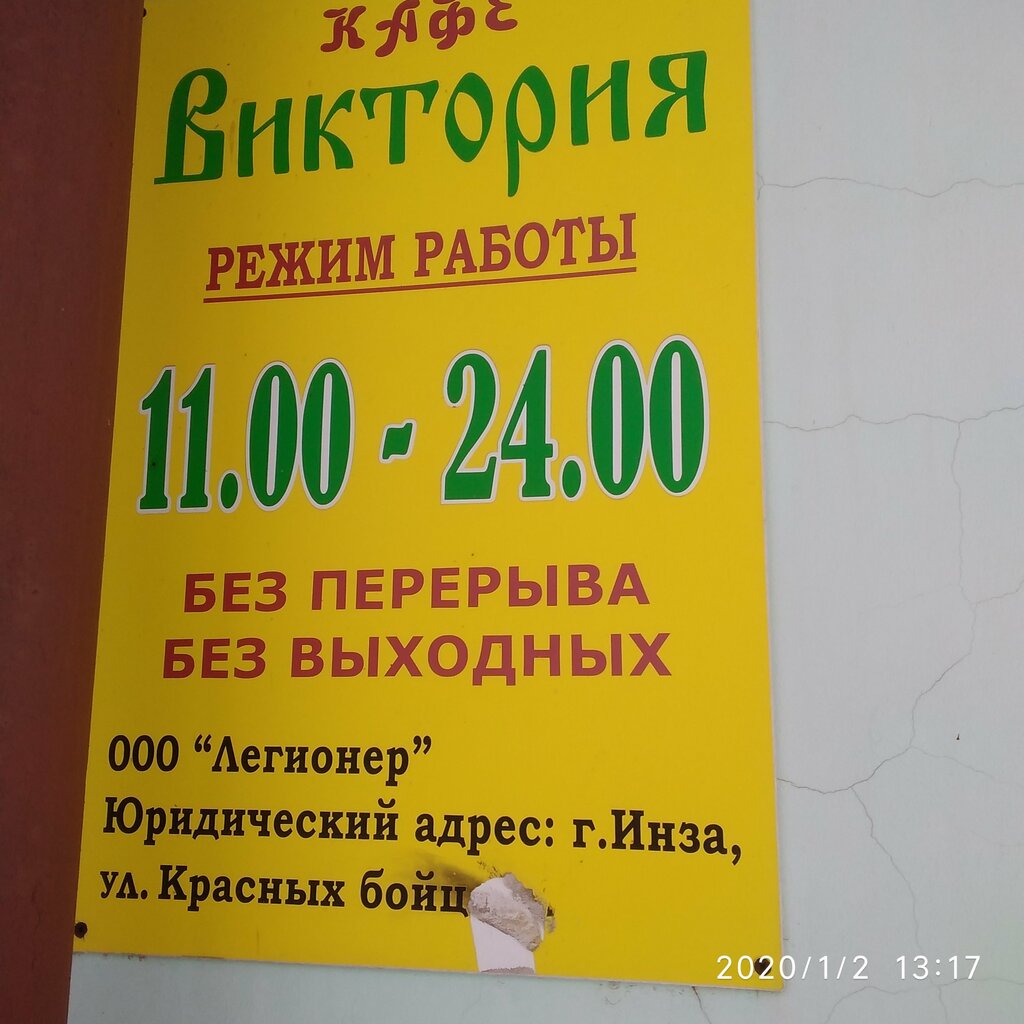 КАФЕ
Виктория
РЕЖИМ РАБОТЫ
11.00 - 24.00
БЕЗ ПЕРЕРЫВА
БЕЗ ВЫХОДНЫХ
ООО “Легионер”
Юридический адрес: г.Инза,
ул. Красных бойц
2020/1/2 13:17